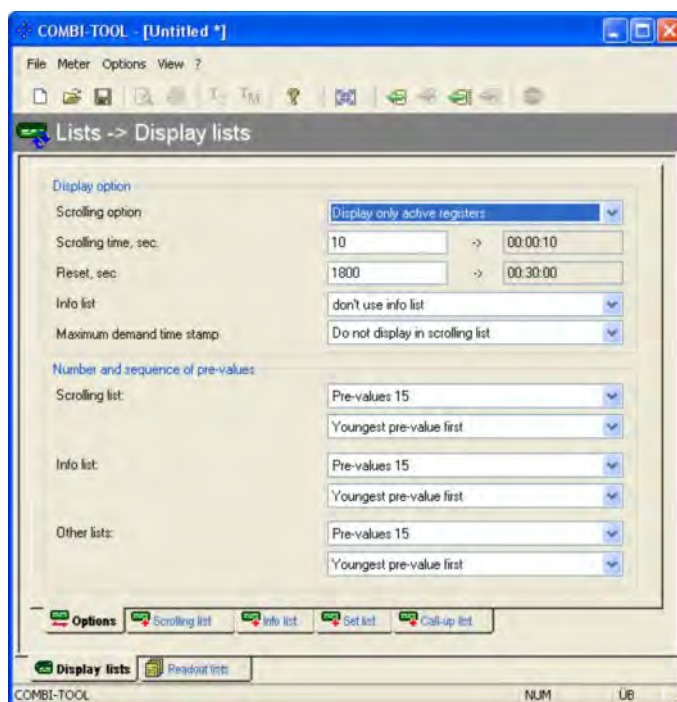 COMBI-TOOL - [Untitled *]
File Meter Options View ?
Lists -> Display lists
Display option
Scrolling option Display only active registers
Scrolling time, sec. 10 -> 00:00:10
Reset, sec 1800 -> 00:30:00
Info list don't use info list
Maximum demand time stamp Do not display in scrolling list
Number and sequence of pre-values
Scrolling list: Pre-values 15
Youngest pre-value first
Info list: Pre-values 15
Youngest pre-value first
Other lists: Pre-values 15
Youngest pre-value first
Options Scrolling list Info list Set list Call-up list
Display lists Readout lists
COMBI-TOOL NUM ÜB